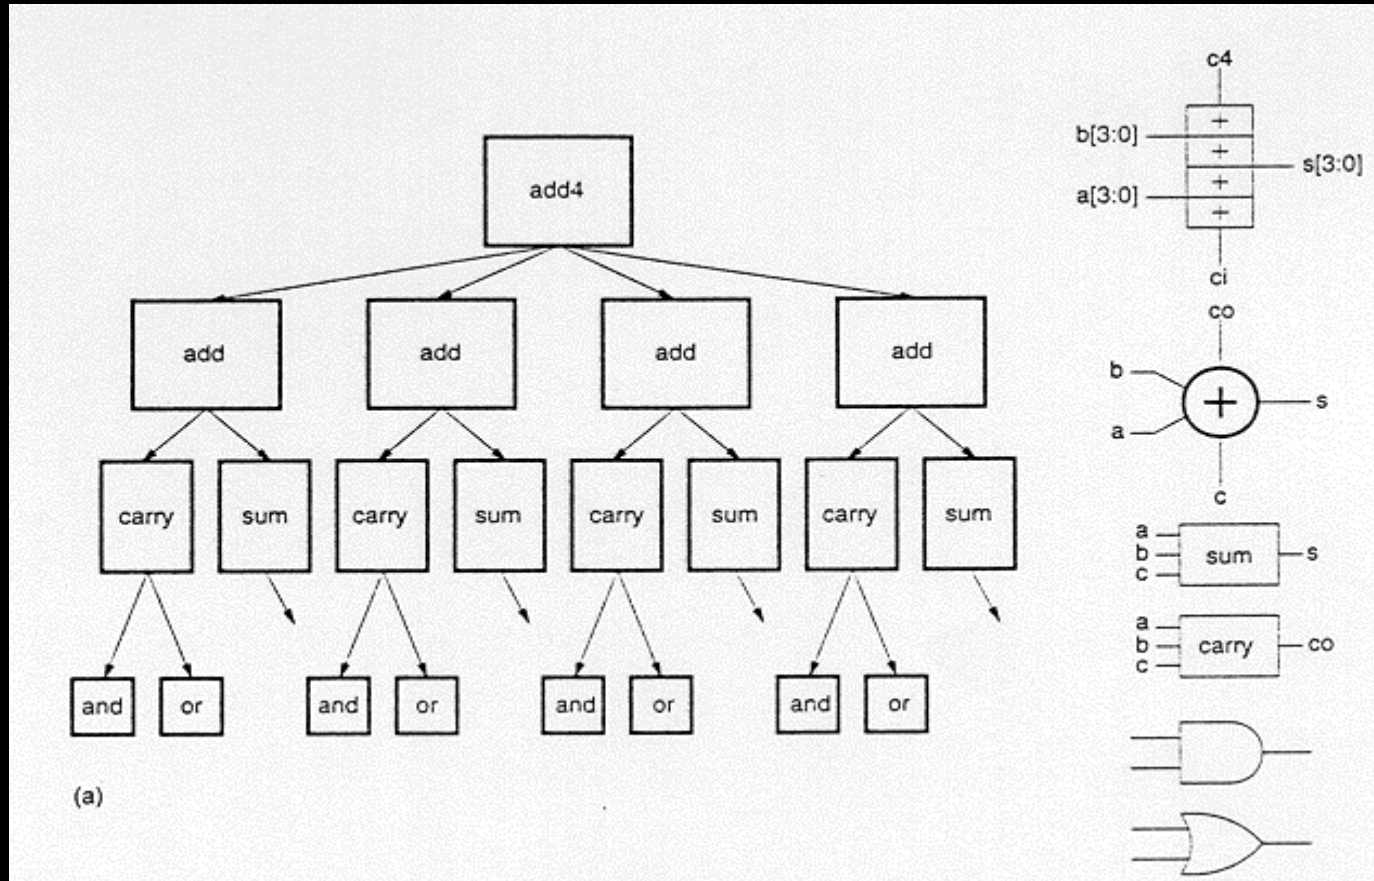 add4
add add add add
carry sum carry sum carry sum carry sum
and or and or and or and or
(a)
c4
+
b[3:0]
+
s[3:0]
+
a[3:0]
+
ci
co
b
+
s
a
c
a
b sum s
c
a
b carry co
c